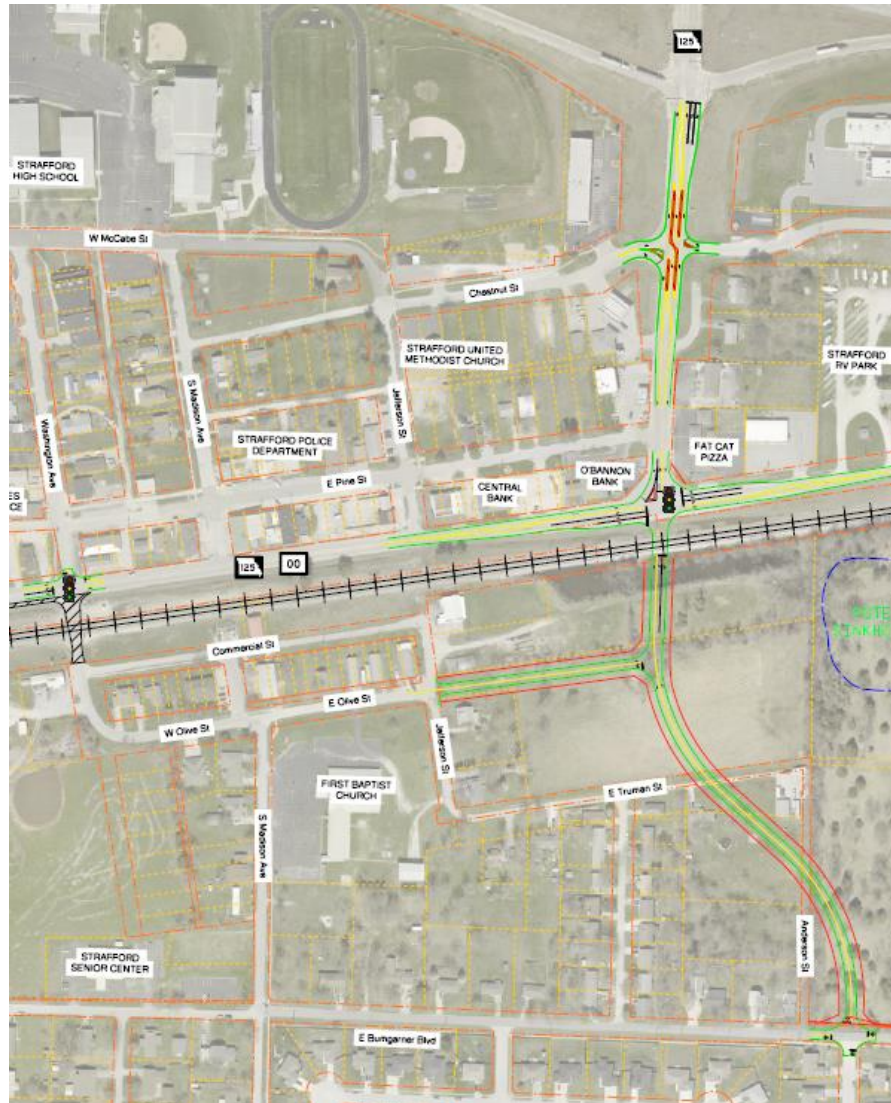 125
STRAFFORD
HIGH SCHOOL
W McCabe St
Chestnut St
STRAFFORD UNITED
METHODIST CHURCH
STRAFFORD
RV PARK
S Madison Ave
Jefferson St
Washington Ave
STRAFFORD POLICE
DEPARTMENT
FAT CAT
PIZZA
O'BANNON
BANK
CENTRAL
BANK
E Pine St
125
OO
Commercial St
E Olive St
W Olive St
Jefferson St
FIRST BAPTIST
CHURCH
E Truman St
S Madison Ave
Anderson St
STRAFFORD
SENIOR CENTER
E Bumgarner Blvd